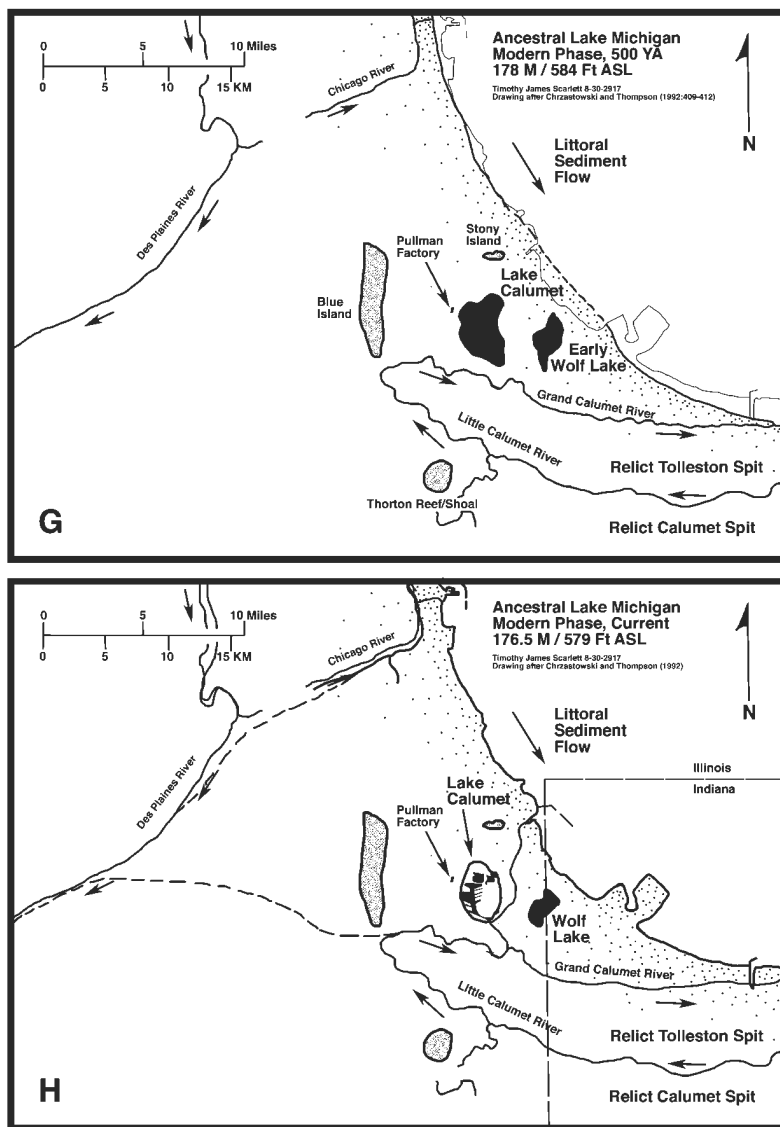 0 5 10 Miles
0 5 10 15 KM
Ancestral Lake Michigan
Modern Phase, 500 YA
178 M / 584 Ft ASL
Timothy James Scarlett 8-30-2917
Drawing after Chrzastowski and Thompson (1992:409-412)
N
Chicago River
Littoral
Sediment
Flow
Des Plaines River
Stony
Island
Pullman
Factory
Lake
Calumet
Blue
Island
Early
Wolf Lake
Grand Calumet River
Little Calumet River
Relict Tolleston Spit
Thorton Reef/Shoal
Relict Calumet Spit
G
0 5 10 Miles
0 5 10 15 KM
Ancestral Lake Michigan
Modern Phase, Current
176.5 M / 579 Ft ASL
Timothy James Scarlett 8-30-2917
Drawing after Chrzastowski and Thompson (1992)
N
Chicago River
Littoral
Sediment
Flow
Illinois
Indiana
Des Plaines River
Lake
Calumet
Pullman
Factory
Wolf
Lake
Grand Calumet River
Little Calumet River
Relict Tolleston Spit
Relict Calumet Spit
H